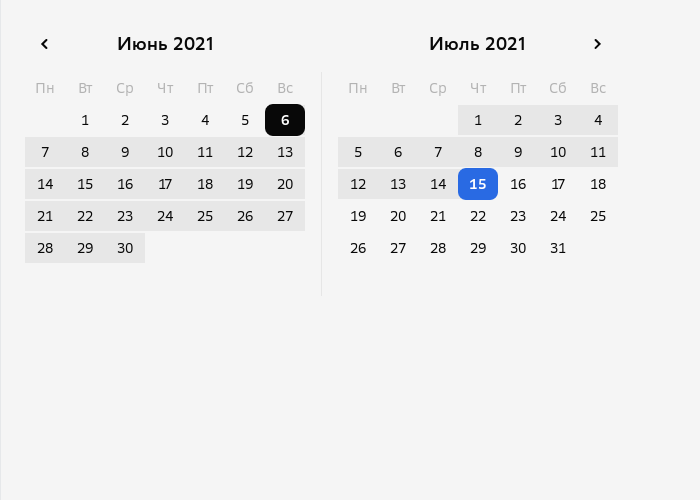 Июнь 2021
Пн Вт Ср Чт Пт Сб Вс
1 2 3 4 5 6
7 8 9 10 11 12 13
14 15 16 17 18 19 20
21 22 23 24 25 26 27
28 29 30
Июль 2021
Пн Вт Ср Чт Пт Сб Вс
1 2 3 4
5 6 7 8 9 10 11
12 13 14 15 16 17 18
19 20 21 22 23 24 25
26 27 28 29 30 31